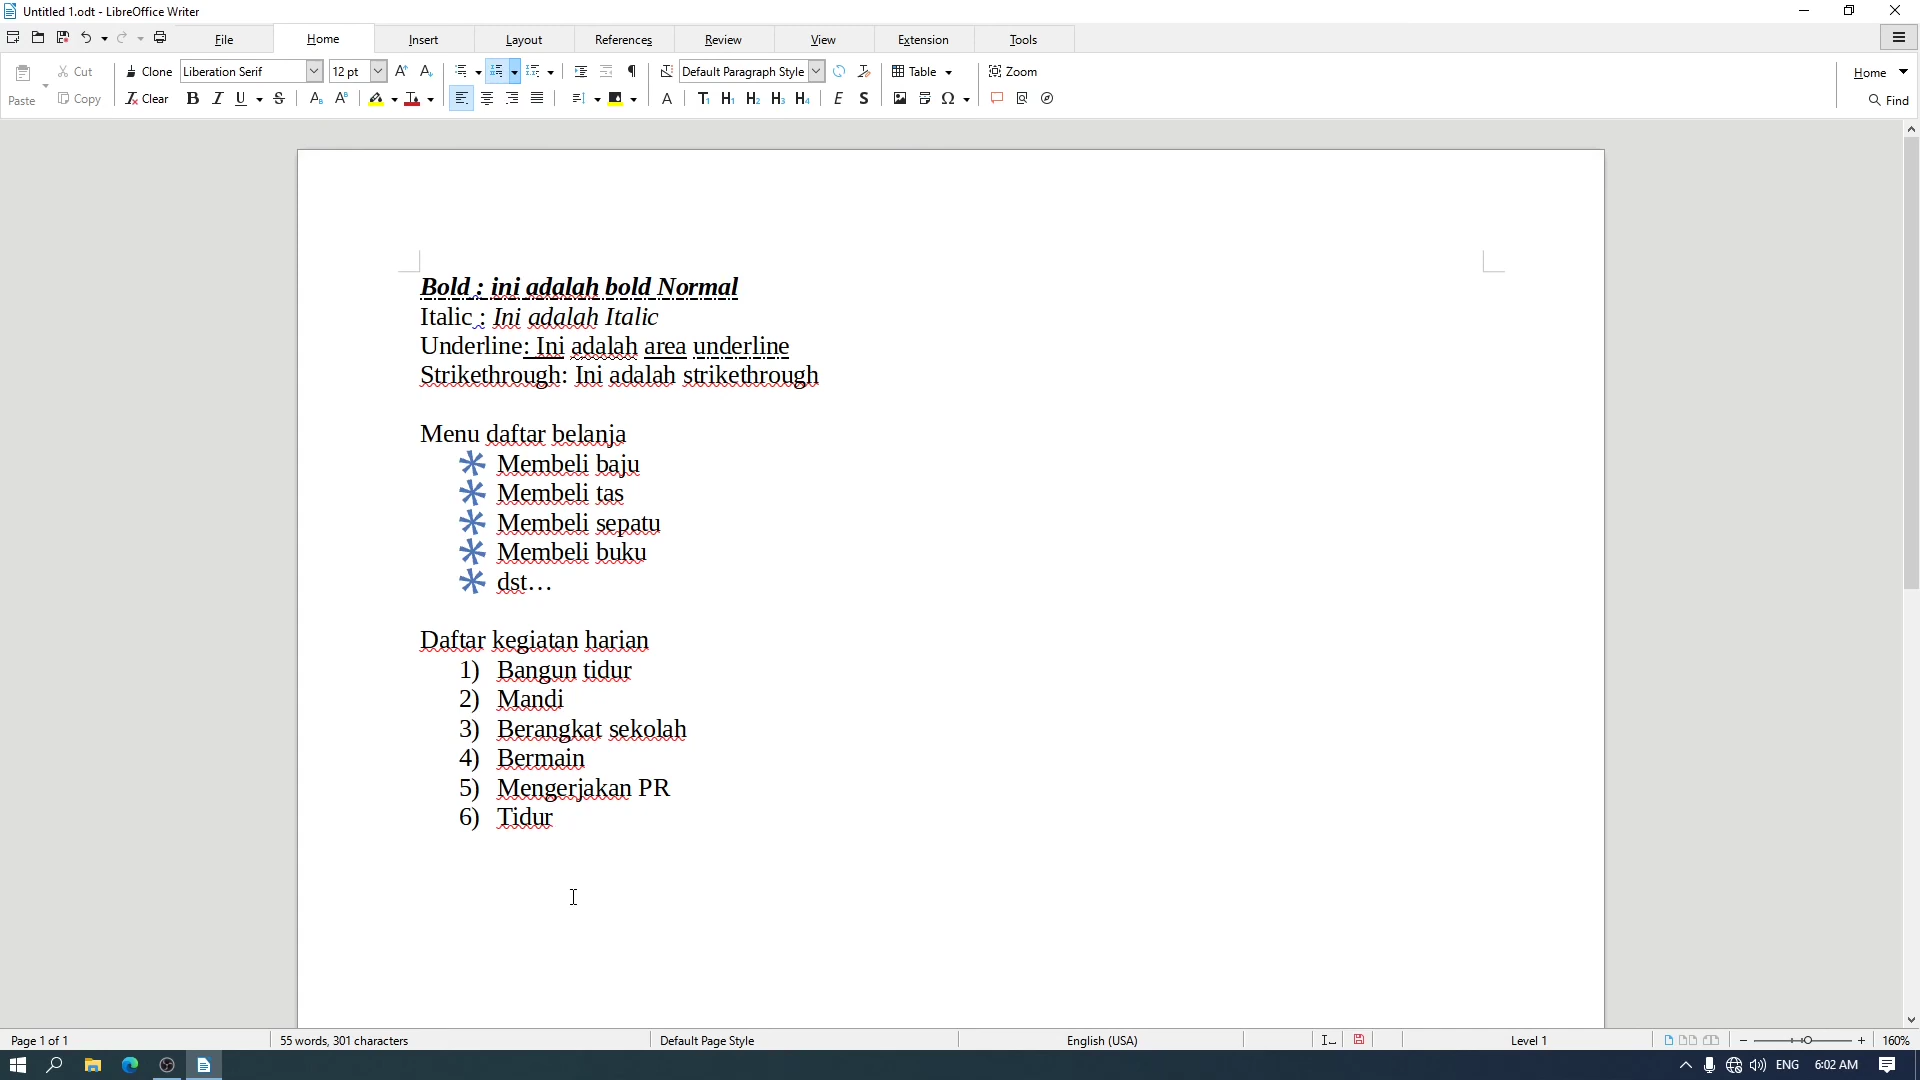 Untitled 1.odt - LibreOffice Writer
File
Home
Insert
Layout
References
Review
View
Extension
Tools
Paste
Cut
Copy
Clone
Clear
Liberation Serif
12 pt
Default Paragraph Style
Table
Zoom
Home
Find
Bold : ini adalah bold Normal
Italic : Ini adalah Italic
Underline: Ini adalah area underline
Strikethrough: Ini adalah strikethrough
Menu daftar belanja
Membeli baju
Membeli tas
Membeli sepatu
Membeli buku
dst…
Daftar kegiatan harian
1) Bangun tidur
2) Mandi
3) Berangkat sekolah
4) Bermain
5) Mengerjakan PR
6) Tidur
Page 1 of 1
55 words, 301 characters
Default Page Style
English (USA)
Level 1
160%
ENG
6:02 AM